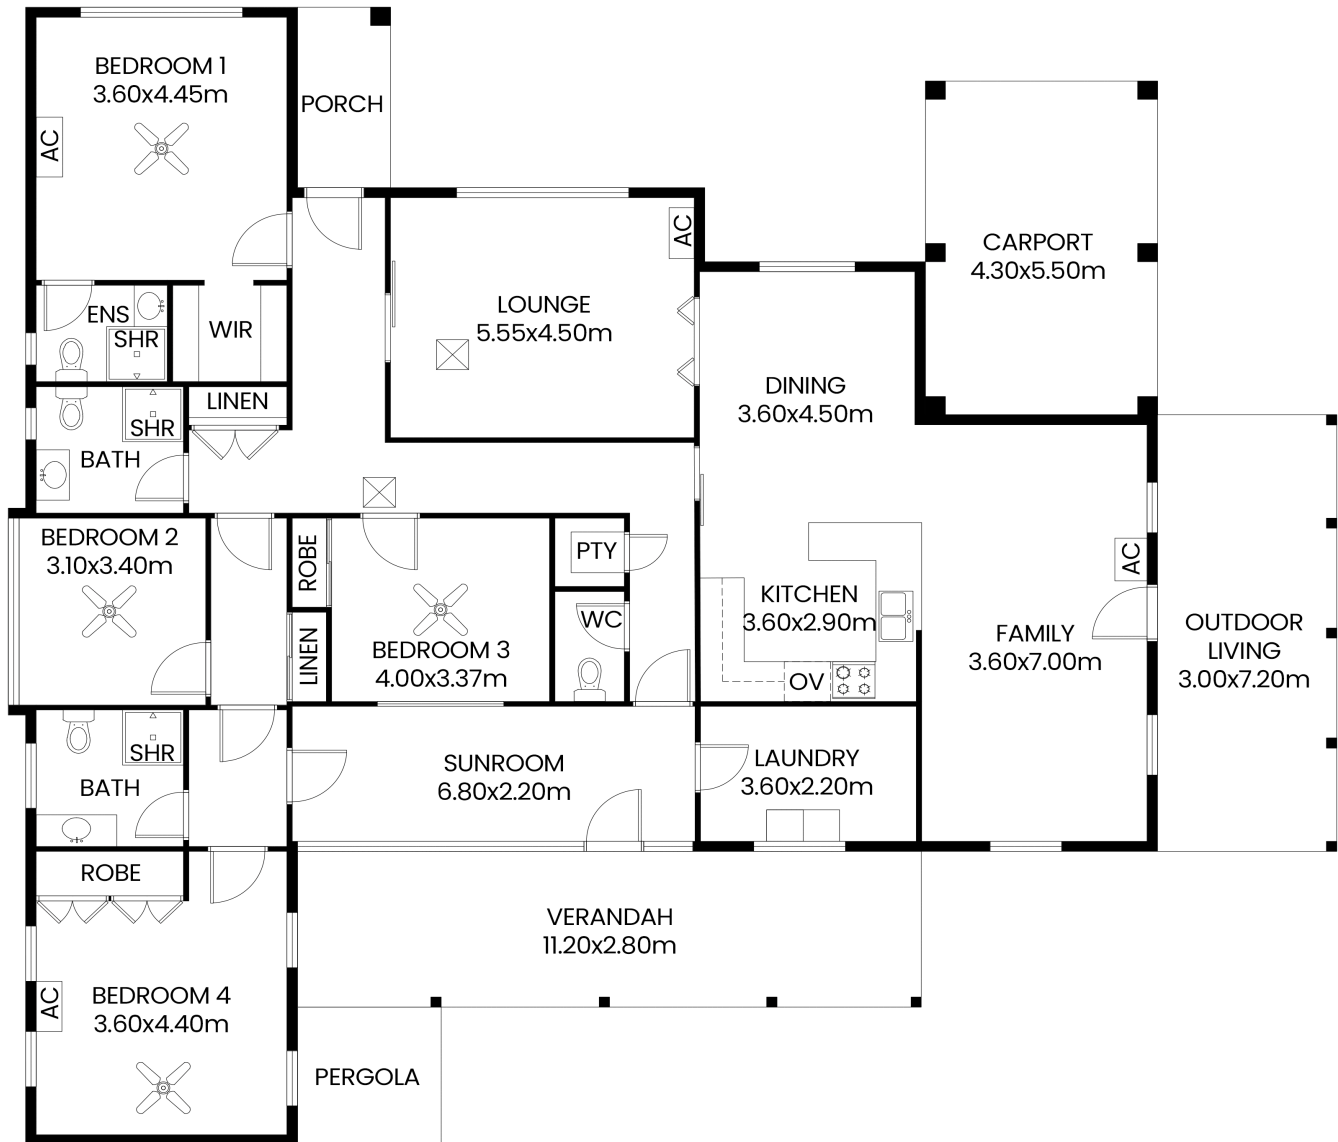 BEDROOM 1
3.60x4.45m
AC
PORCH
CARPORT
4.30x5.50m
AC
LOUNGE
5.55x4.50m
ENS
SHR
WIR
DINING
3.60x4.50m
LINEN
SHR
BATH
BEDROOM 2
3.10x3.40m
ROBE
PTY
AC
KITCHEN
3.60x2.90m
WC
BEDROOM 3
4.00x3.37m
LINEN
OV
FAMILY
3.60x7.00m
OUTDOOR
LIVING
3.00x7.20m
SHR
BATH
SUNROOM
6.80x2.20m
LAUNDRY
3.60x2.20m
ROBE
VERANDAH
11.20x2.80m
AC
BEDROOM 4
3.60x4.40m
PERGOLA